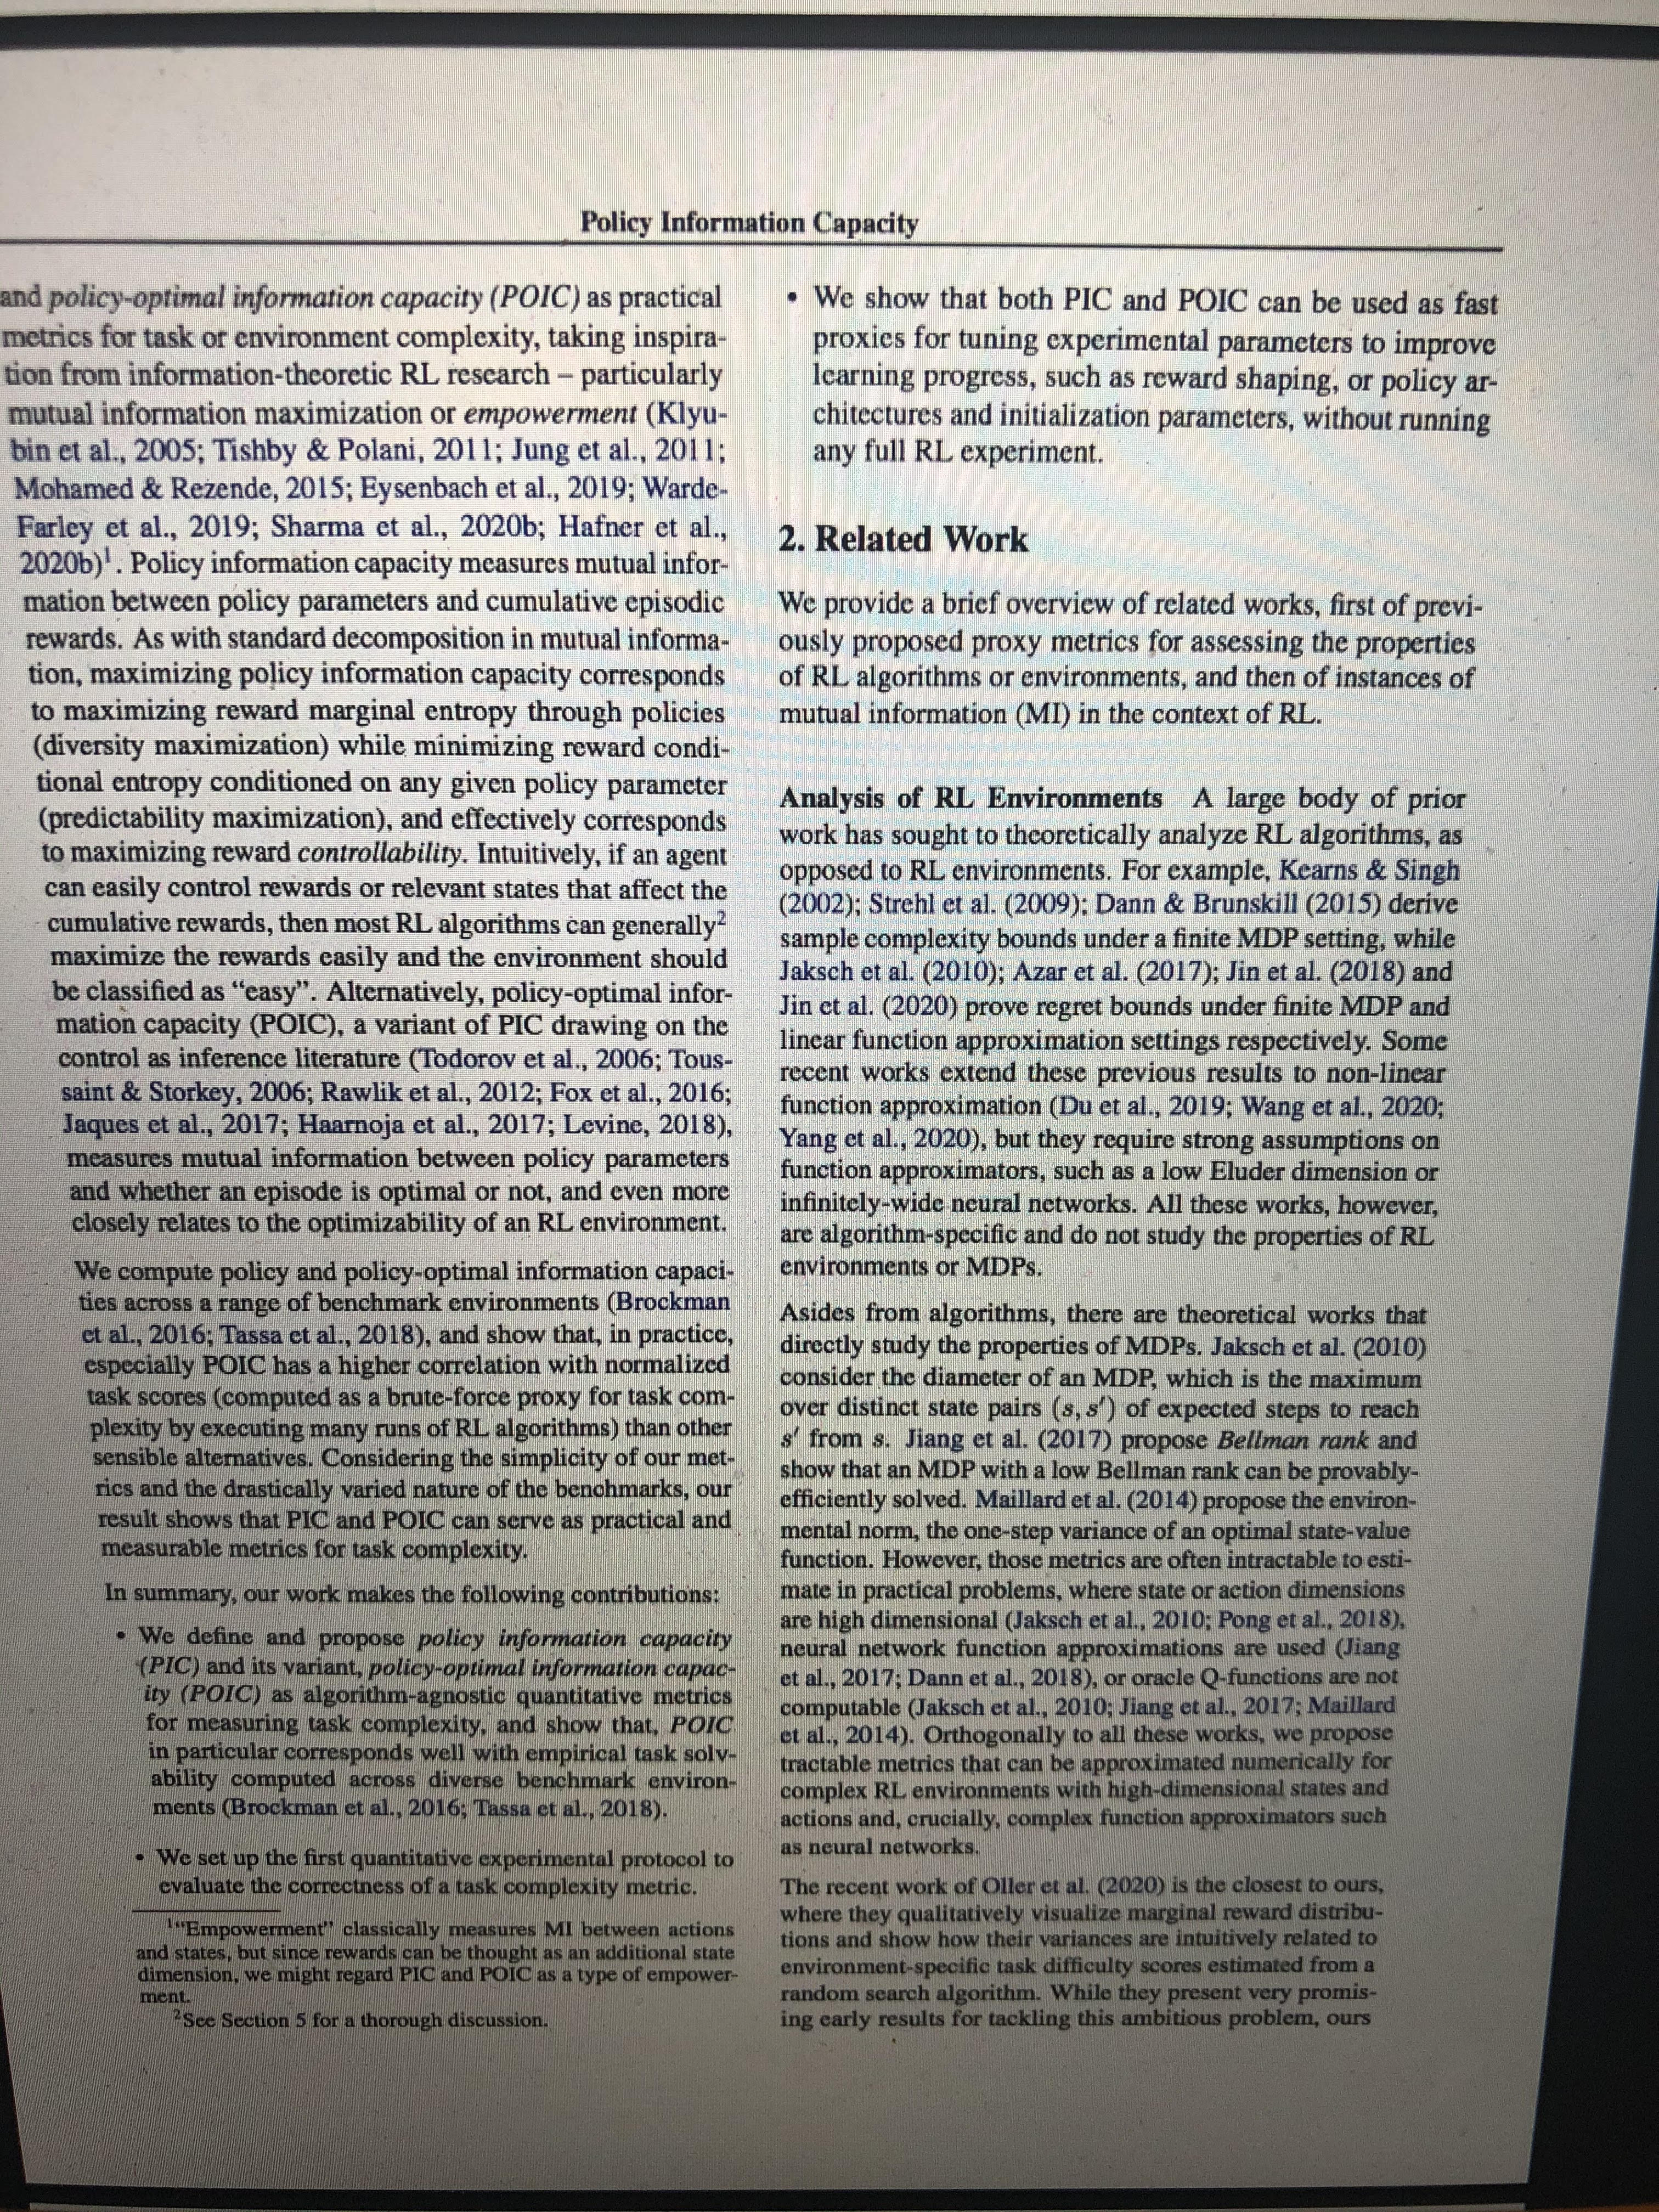 Policy Information Capacity
and policy-optimal information capacity (POIC) as practical
metrics for task or environment complexity, taking inspira-
tion from information-theoretic RL research – particularly
mutual information maximization or empowerment (Klyu-
bin et al., 2005; Tishby & Polani, 2011; Jung et al., 2011;
Mohamed & Rezende, 2015; Eysenbach et al., 2019; Warde-
Farley et al., 2019; Sharma et al., 2020b; Hafner et al.,
2020b)¹. Policy information capacity measures mutual infor-
mation between policy parameters and cumulative episodic
rewards. As with standard decomposition in mutual informa-
tion, maximizing policy information capacity corresponds
to maximizing reward marginal entropy through policies
(diversity maximization) while minimizing reward condi-
tional entropy conditioned on any given policy parameter
(predictability maximization), and effectively corresponds
to maximizing reward controllability. Intuitively, if an agent
can easily control rewards or relevant states that affect the
cumulative rewards, then most RL algorithms can generally²
maximize the rewards easily and the environment should
be classified as “easy”. Alternatively, policy-optimal infor-
mation capacity (POIC), a variant of PIC drawing on the
control as inference literature (Todorov et al., 2006; Tous-
saint & Storkey, 2006; Rawlik et al., 2012; Fox et al., 2016;
Jaques et al., 2017; Haarnoja et al., 2017; Levine, 2018),
measures mutual information between policy parameters
and whether an episode is optimal or not, and even more
closely relates to the optimizability of an RL environment.
We compute policy and policy-optimal information capaci-
ties across a range of benchmark environments (Brockman
et al., 2016; Tassa et al., 2018), and show that, in practice,
especially POIC has a higher correlation with normalized
task scores (computed as a brute-force proxy for task com-
plexity by executing many runs of RL algorithms) than other
sensible alternatives. Considering the simplicity of our met-
rics and the drastically varied nature of the benchmarks, our
result shows that PIC and POIC can serve as practical and
measurable metrics for task complexity.
In summary, our work makes the following contributions:
• We define and propose policy information capacity
(PIC) and its variant, policy-optimal information capac-
ity (POIC) as algorithm-agnostic quantitative metrics
for measuring task complexity, and show that, POIC
in particular corresponds well with empirical task solv-
ability computed across diverse benchmark environ-
ments (Brockman et al., 2016; Tassa et al., 2018).
• We set up the first quantitative experimental protocol to
evaluate the correctness of a task complexity metric.
¹“Empowerment” classically measures MI between actions
and states, but since rewards can be thought as an additional state
dimension, we might regard PIC and POIC as a type of empower-
ment.
²See Section 5 for a thorough discussion.
• We show that both PIC and POIC can be used as fast
proxies for tuning experimental parameters to improve
learning progress, such as reward shaping, or policy ar-
chitectures and initialization parameters, without running
any full RL experiment.
2. Related Work
We provide a brief overview of related works, first of previ-
ously proposed proxy metrics for assessing the properties
of RL algorithms or environments, and then of instances of
mutual information (MI) in the context of RL.
Analysis of RL Environments A large body of prior
work has sought to theoretically analyze RL algorithms, as
opposed to RL environments. For example, Kearns & Singh
(2002); Strehl et al. (2009); Dann & Brunskill (2015) derive
sample complexity bounds under a finite MDP setting, while
Jaksch et al. (2010); Azar et al. (2017); Jin et al. (2018) and
Jin et al. (2020) prove regret bounds under finite MDP and
linear function approximation settings respectively. Some
recent works extend these previous results to non-linear
function approximation (Du et al., 2019; Wang et al., 2020;
Yang et al., 2020), but they require strong assumptions on
function approximators, such as a low Eluder dimension or
infinitely-wide neural networks. All these works, however,
are algorithm-specific and do not study the properties of RL
environments or MDPs.
Asides from algorithms, there are theoretical works that
directly study the properties of MDPs. Jaksch et al. (2010)
consider the diameter of an MDP, which is the maximum
over distinct state pairs (s, s′) of expected steps to reach
s′ from s. Jiang et al. (2017) propose Bellman rank and
show that an MDP with a low Bellman rank can be provably-
efficiently solved. Maillard et al. (2014) propose the environ-
mental norm, the one-step variance of an optimal state-value
function. However, those metrics are often intractable to esti-
mate in practical problems, where state or action dimensions
are high dimensional (Jaksch et al., 2010; Pong et al., 2018),
neural network function approximations are used (Jiang
et al., 2017; Dann et al., 2018), or oracle Q-functions are not
computable (Jaksch et al., 2010; Jiang et al., 2017; Maillard
et al., 2014). Orthogonally to all these works, we propose
tractable metrics that can be approximated numerically for
complex RL environments with high-dimensional states and
actions and, crucially, complex function approximators such
as neural networks.
The recent work of Oller et al. (2020) is the closest to ours,
where they qualitatively visualize marginal reward distribu-
tions and show how their variances are intuitively related to
environment-specific task difficulty scores estimated from a
random search algorithm. While they present very promis-
ing early results for tackling this ambitious problem, ours